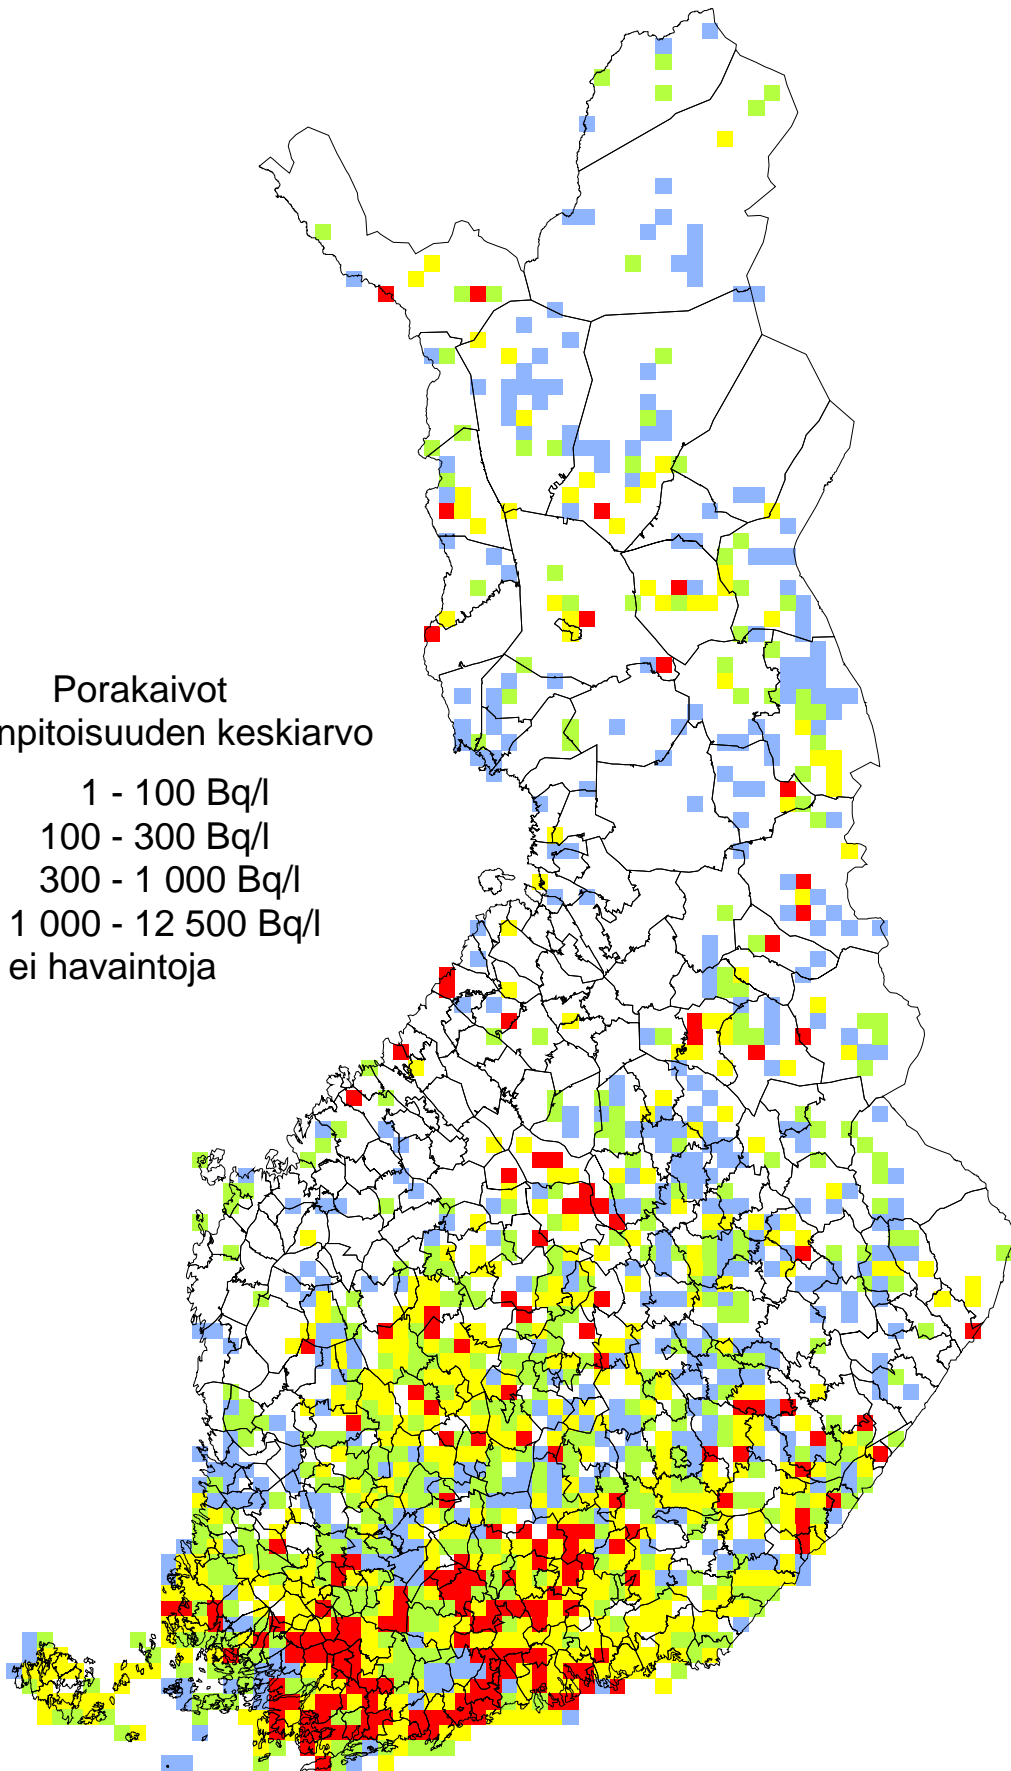 Porakaivot
npitoisuuden keskiarvo
1 - 100 Bq/l
100 - 300 Bq/l
300 - 1 000 Bq/l
1 000 - 12 500 Bq/l
ei havaintoja